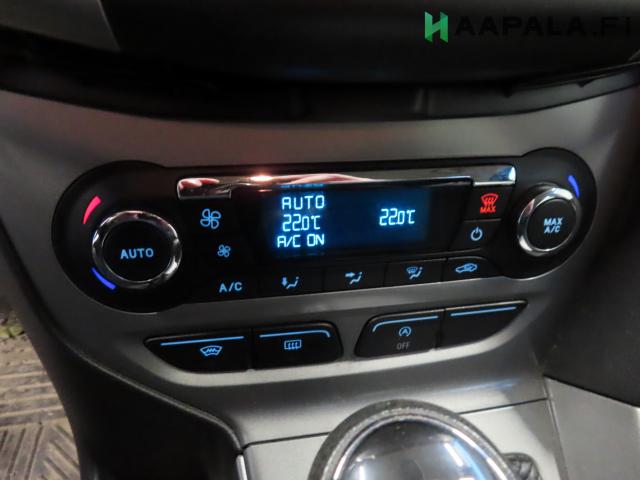 HAAPALA.FI
AUTO
22.0°C 22.0°C
A/C ON
MAX
AUTO
MAX
A/C
A/C
OFF